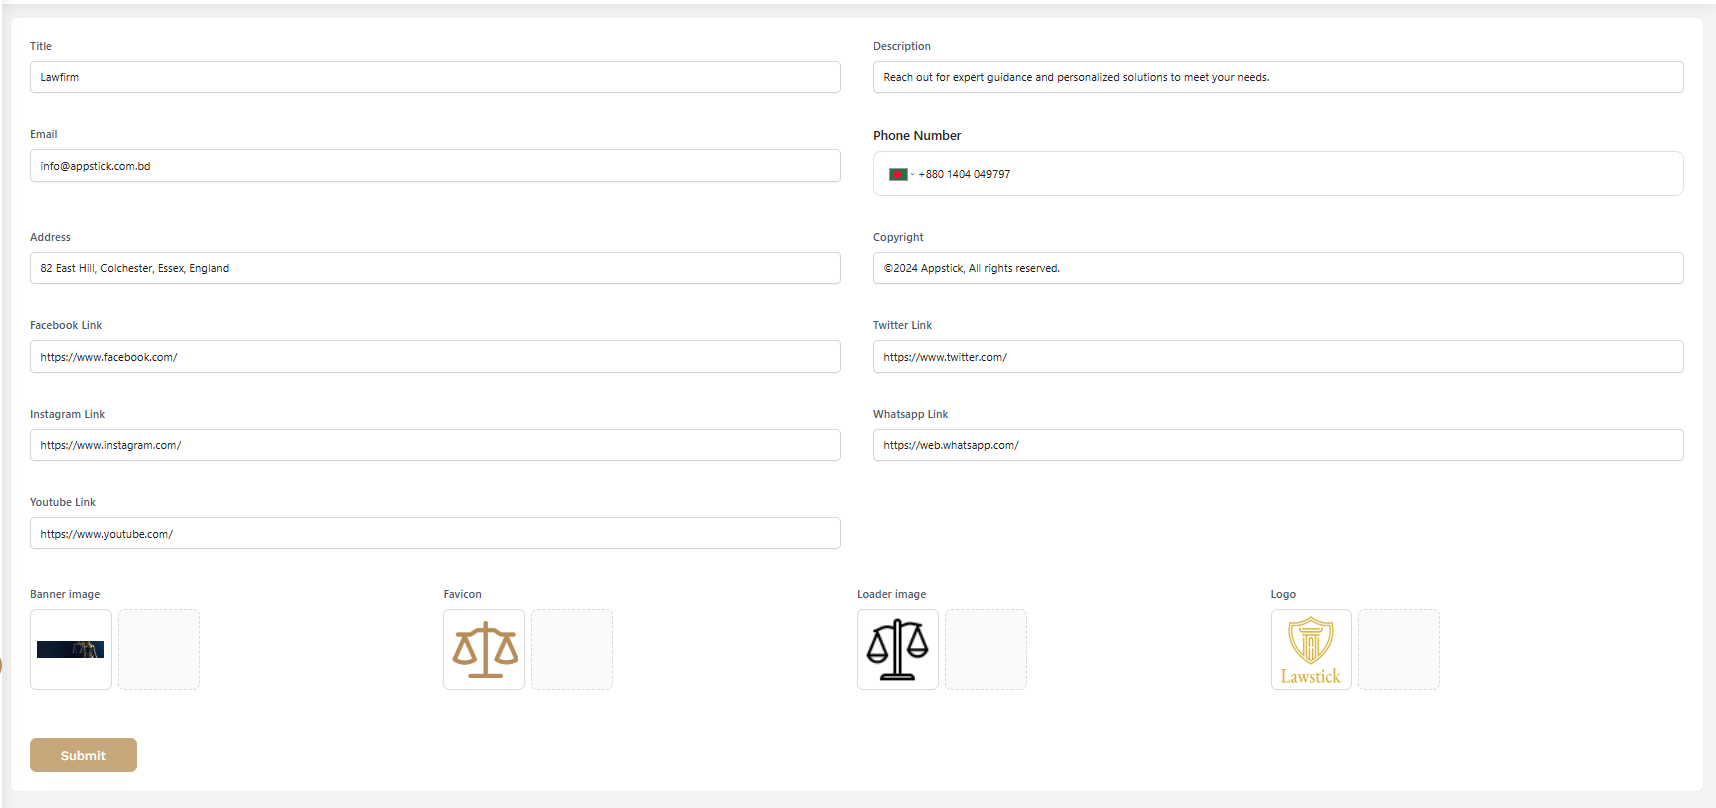 Title
Description
Lawfirm
Reach out for expert guidance and personalized solutions to meet your needs.
Email
Phone Number
info@appstick.com.bd
+880 1404 049797
Address
Copyright
82 East Hill, Colchester, Essex, England
©2024 Appstick, All rights reserved.
Facebook Link
Twitter Link
https://www.facebook.com/
https://www.twitter.com/
Instagram Link
Whatsapp Link
https://www.instagram.com/
https://web.whatsapp.com/
Youtube Link
https://www.youtube.com/
Banner image
Favicon
Loader image
Logo
Lawstick
Submit